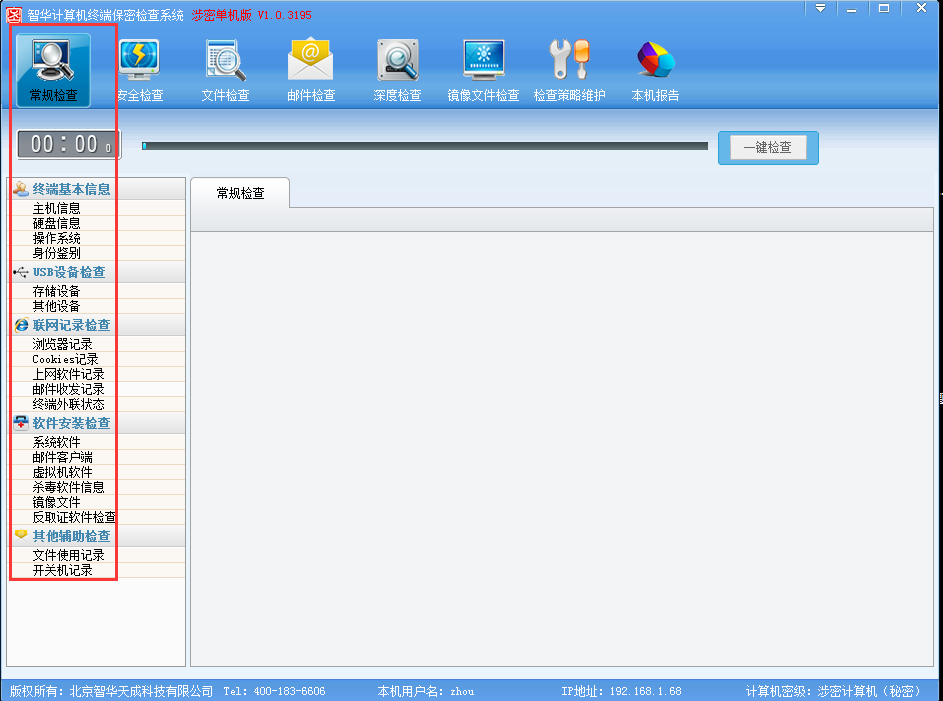 智华计算机终端保密检查系统 涉密单机版 V1.0.3195
常规检查 安全检查 文件检查 邮件检查 深度检查 镜像文件检查 检查策略维护 本机报告
00:00 0
一键检查
终端基本信息
主机信息
硬盘信息
操作系统
身份鉴别
USB设备检查
存储设备
其他设备
联网记录检查
浏览器记录
Cookies记录
上网软件记录
邮件收发记录
终端外联状态
软件安装检查
系统软件
邮件客户端
虚拟机软件
杀毒软件信息
镜像文件
反取证软件检查
其他辅助检查
文件使用记录
开关机记录
常规检查
版权所有: 北京智华天成科技有限公司 Tel: 400-183-6606 本机用户名: zhou IP地址: 192.168.1.68 计算机密级: 涉密计算机（秘密）